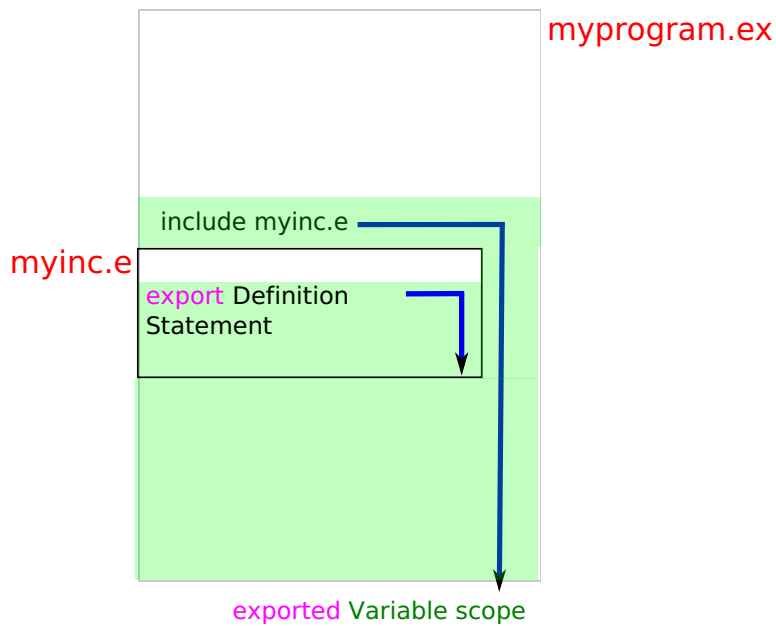 myprogram.ex
include myinc.e
myinc.e
export Definition
Statement
exported Variable scope